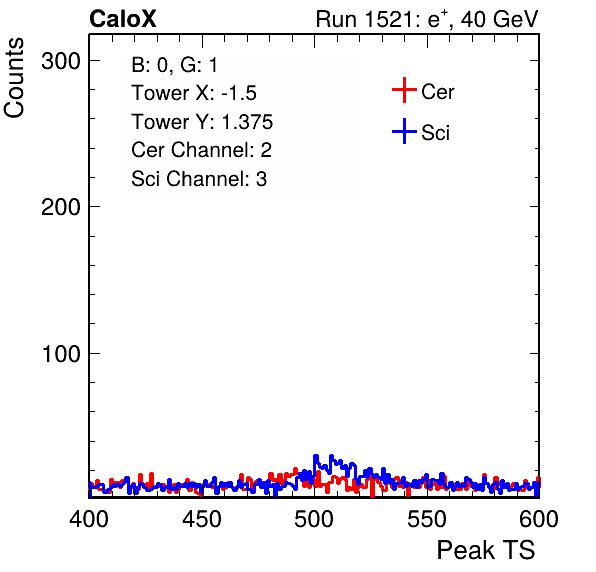 CaloX Run 1521: e+, 40 GeV
Counts
300
200
100
B: 0, G: 1
Tower X: -1.5
Tower Y: 1.375
Cer Channel: 2
Sci Channel: 3
Cer
Sci
400 450 500 550 600
Peak TS